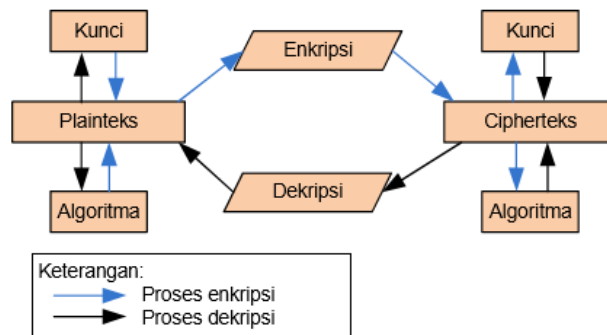 Kunci
Enkripsi
Kunci
Plainteks
Cipherteks
Algoritma
Dekripsi
Algoritma
Keterangan:
Proses enkripsi
Proses dekripsi